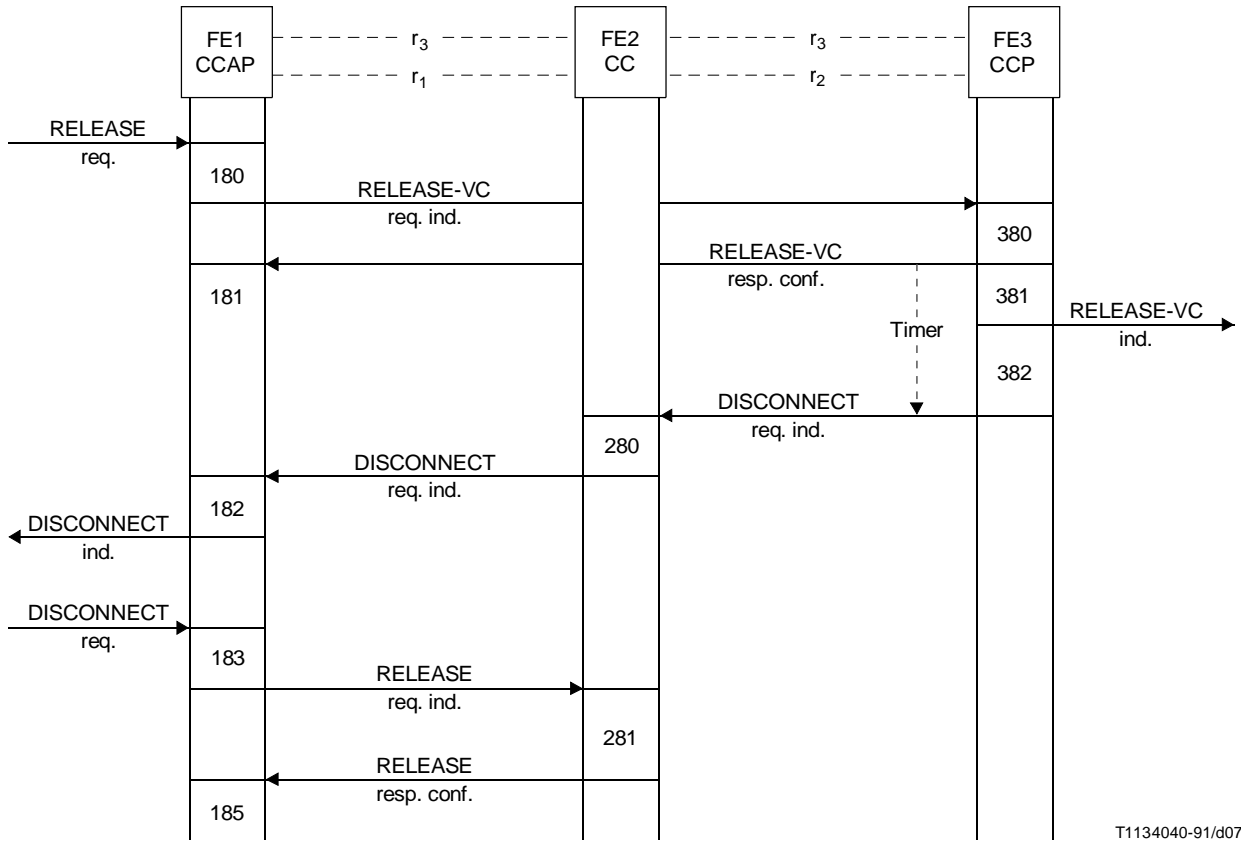 FE1
CCAP
r3
r1
FE2
CC
r3
r2
FE3
CCP
RELEASE
req.
180
RELEASE-VC
req. ind.
380
RELEASE-VC
resp. conf.
181
381
RELEASE-VC
ind.
Timer
382
DISCONNECT
req. ind.
280
DISCONNECT
req. ind.
182
DISCONNECT
ind.
DISCONNECT
req.
183
RELEASE
req. ind.
281
RELEASE
resp. conf.
185
T1134040-91/d07